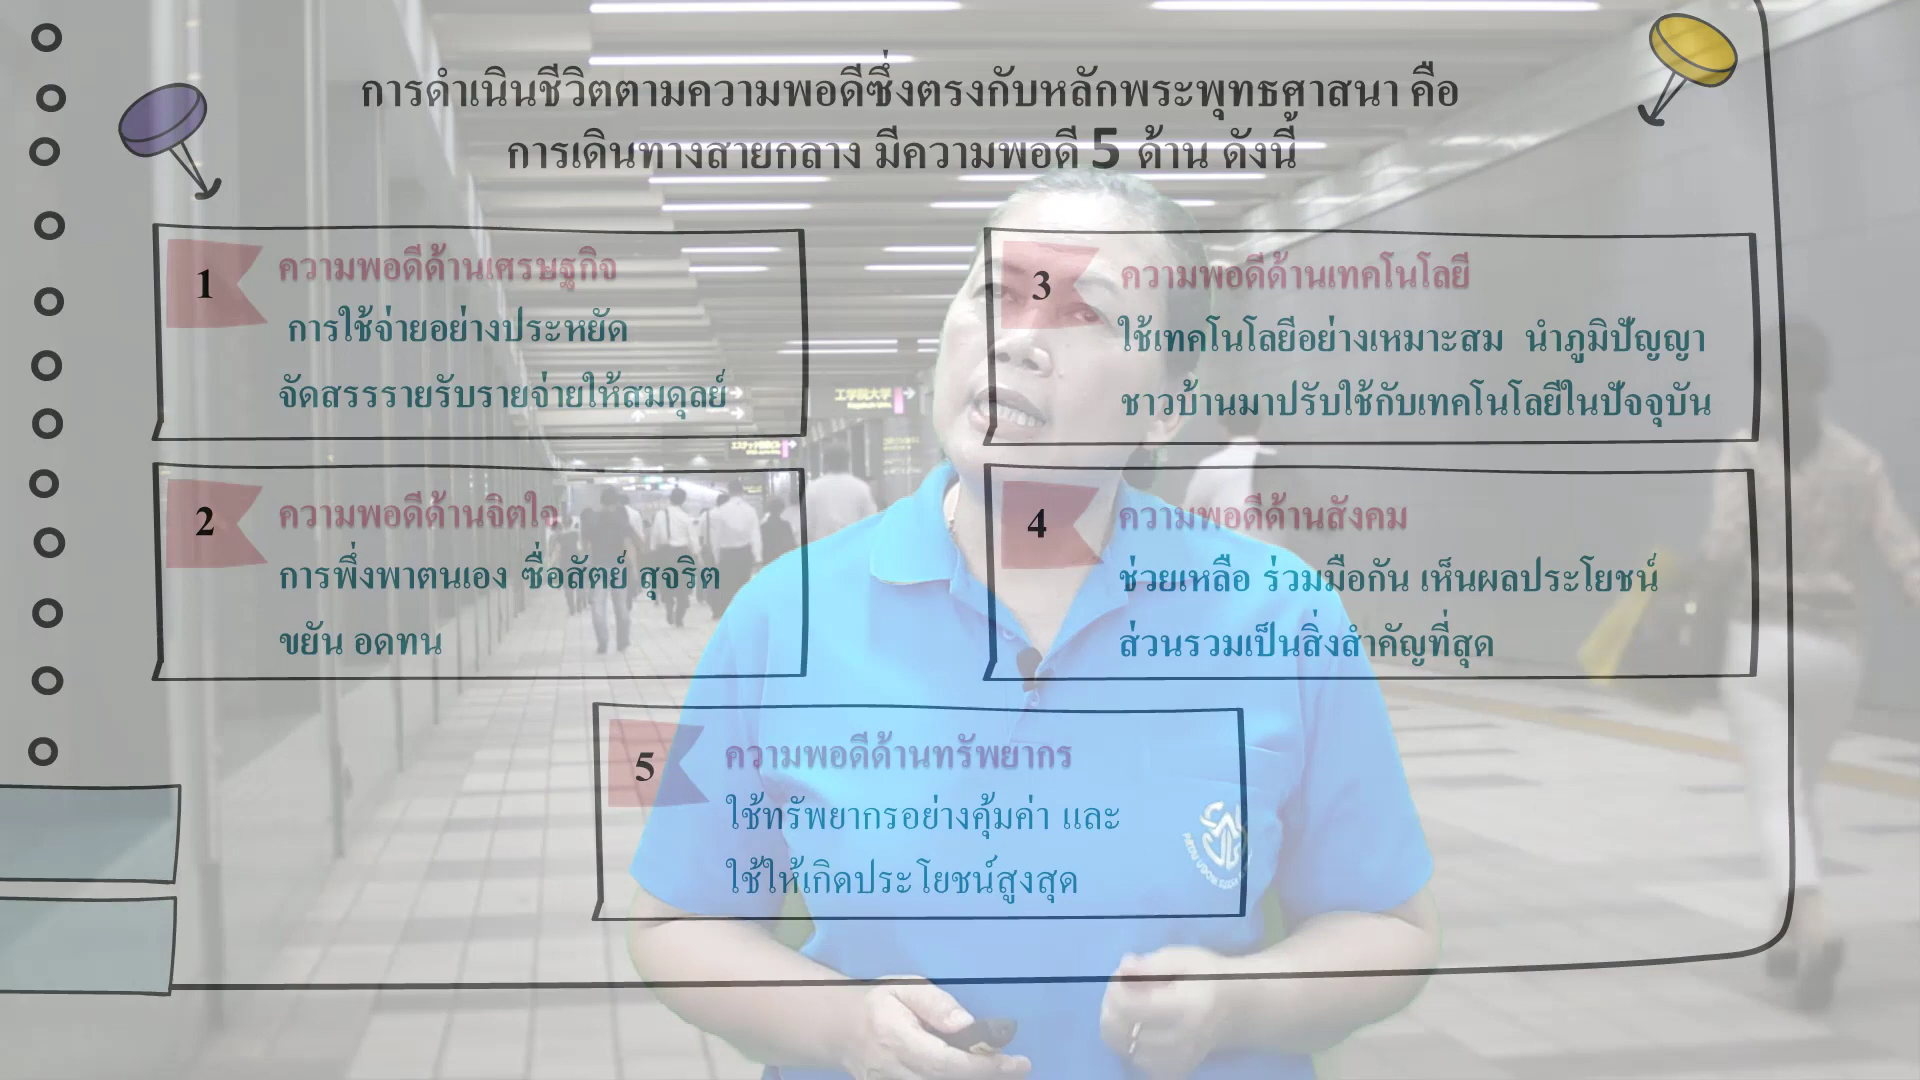 การดำเนินชีวิตตามความพอดีซึ่งตรงกับหลักพระพุทธศาสนา คือ
การเดินทางสายกลาง มีความพอดี 5 ด้าน ดังนี้
1
ความพอดีด้านเศรษฐกิจ
การใช้จ่ายอย่างประหยัด
จัดสรรรายรับรายจ่ายให้สมดุลย์
2
ความพอดีด้านจิตใจ
การพึ่งพาตนเอง ซื่อสัตย์ สุจริต
ขยัน อดทน
3
ความพอดีด้านเทคโนโลยี
ใช้เทคโนโลยีอย่างเหมาะสม นำภูมิปัญญา
ชาวบ้านมาปรับใช้กับเทคโนโลยีในปัจจุบัน
4
ความพอดีด้านสังคม
ช่วยเหลือ ร่วมมือกัน เห็นผลประโยชน์
ส่วนรวมเป็นสิ่งสำคัญที่สุด
5
ความพอดีด้านทรัพยากร
ใช้ทรัพยากรอย่างคุ้มค่า และ
ใช้ให้เกิดประโยชน์สูงสุด
工学院大学